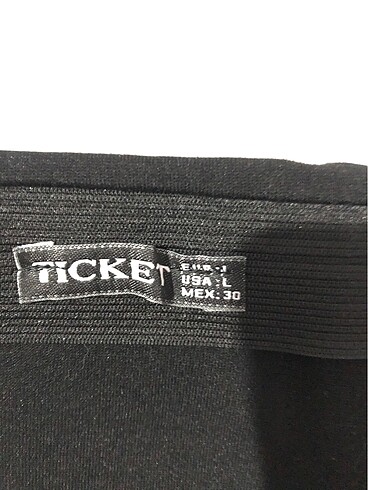 TiCKET
EUR:
USA: L
MEX: 30